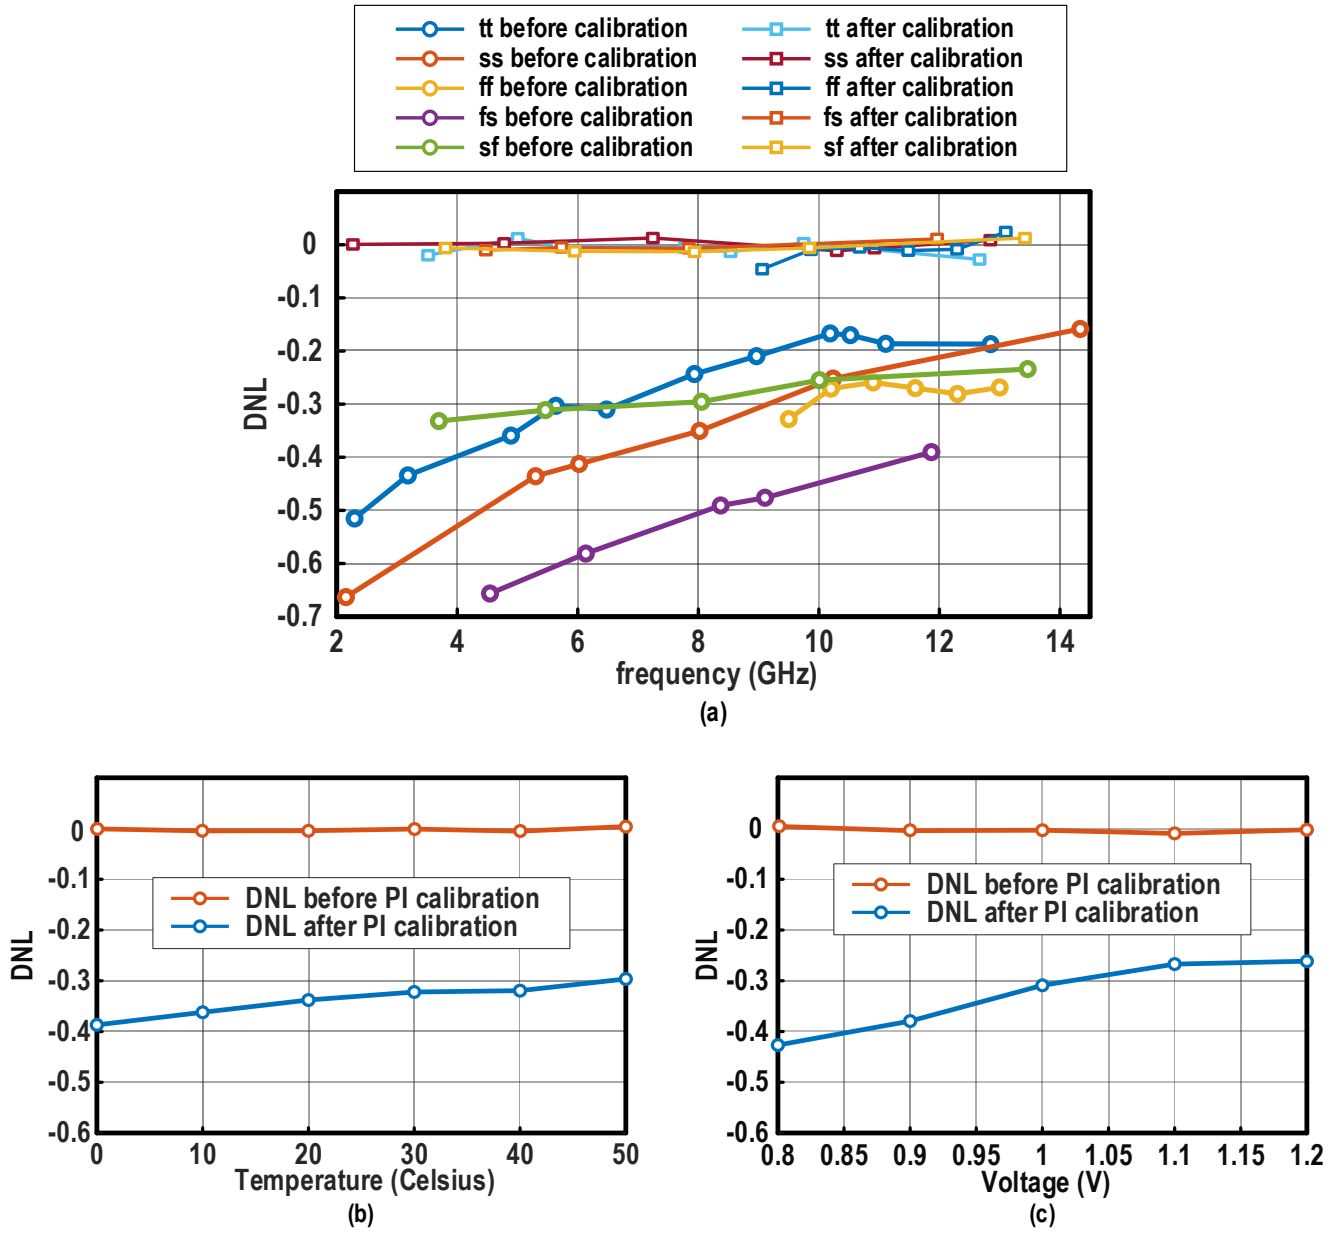 tt before calibration tt after calibration
ss before calibration ss after calibration
ff before calibration ff after calibration
fs before calibration fs after calibration
sf before calibration sf after calibration
0
-0.1
-0.2
-0.3
-0.4
-0.5
-0.6
-0.7
DNL
2 4 6 8 10 12 14
frequency (GHz)
(a)
0
-0.1
-0.2
-0.3
-0.4
-0.5
-0.6
DNL
DNL before PI calibration
DNL after PI calibration
0 10 20 30 40 50
Temperature (Celsius)
(b)
0
-0.1
-0.2
-0.3
-0.4
-0.5
-0.6
DNL
DNL before PI calibration
DNL after PI calibration
0.8 0.85 0.9 0.95 1 1.05 1.1 1.15 1.2
Voltage (V)
(c)